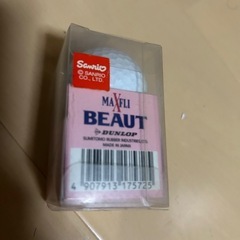 Sanrio
© SANRIO
CO., LTD.
MAXFLI
BEAUT
DUNLOP
SUMITOMO RUBBER INDUSTRIES, LTD.
MADE IN JAPAN
4 907913 175725